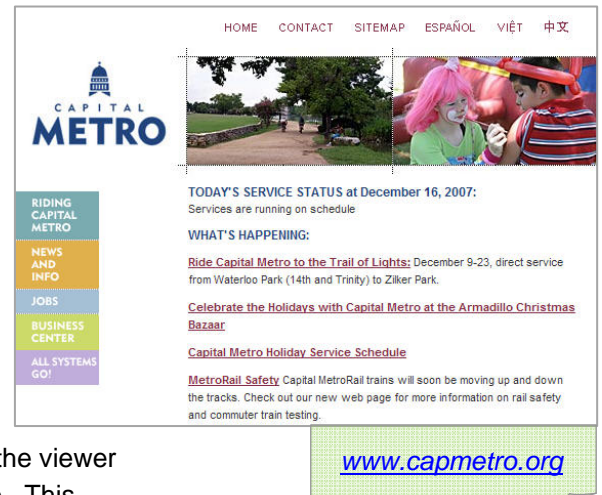 HOME CONTACT SITEMAP ESPAÑOL VIỆT 中文
CAPITAL
METRO
RIDING
CAPITAL
METRO
NEWS
AND
INFO
JOBS
BUSINESS
CENTER
ALL SYSTEMS
GO!
TODAY'S SERVICE STATUS at December 16, 2007:
Services are running on schedule
WHAT'S HAPPENING:
Ride Capital Metro to the Trail of Lights: December 9-23, direct service
from Waterloo Park (14th and Trinity) to Zilker Park.
Celebrate the Holidays with Capital Metro at the Armadillo Christmas
Bazaar
Capital Metro Holiday Service Schedule
MetroRail Safety Capital MetroRail trains will soon be moving up and down
the tracks. Check out our new web page for more information on rail safety
and commuter train testing.
the viewer
www.capmetro.org
This